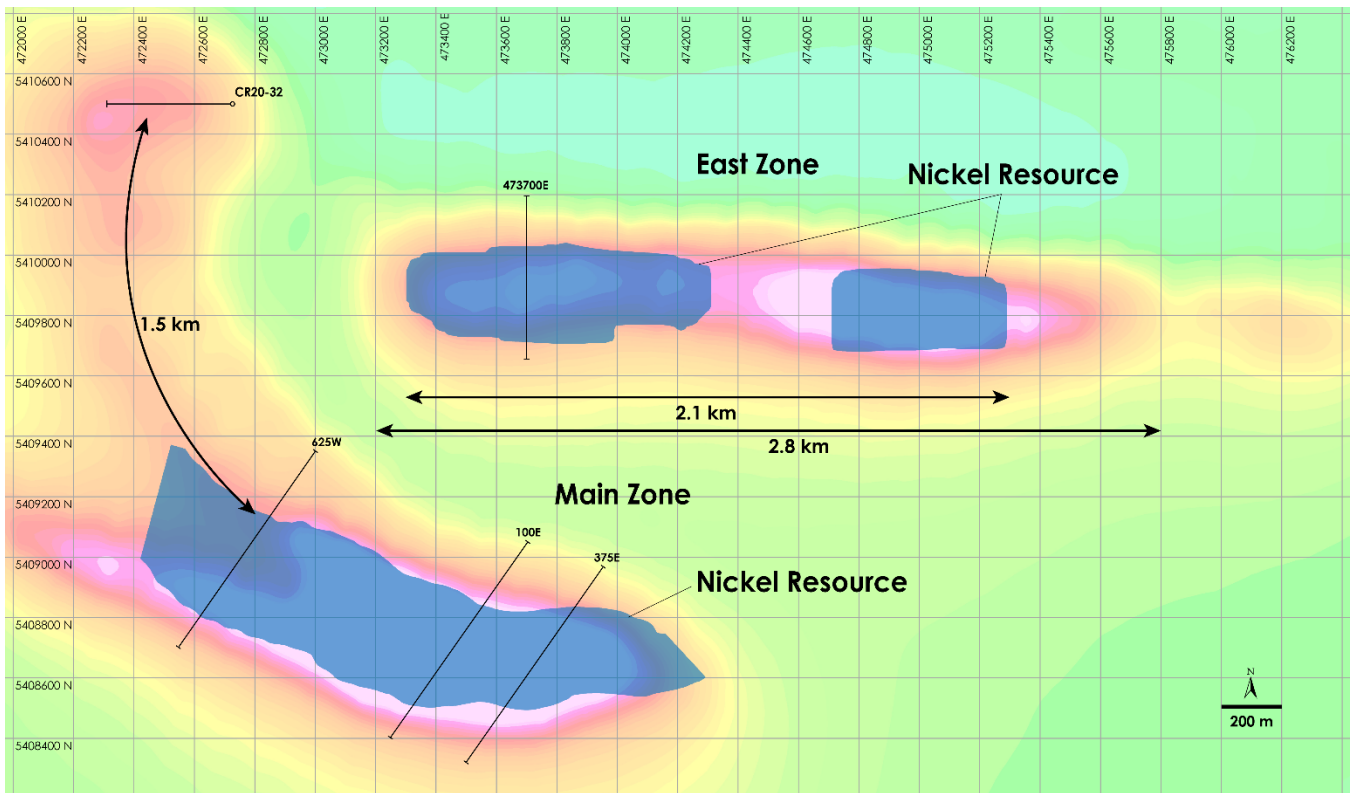 472000 E
472200 E
472400 E
472600 E
472800 E
473000 E
473200 E
473400 E
473600 E
473800 E
474000 E
474200 E
474400 E
474600 E
474800 E
475000 E
475200 E
475400 E
475600 E
475800 E
476000 E
476200 E
5410600 N
CR20-32
5410400 N
East Zone
Nickel Resource
473700E
5410200 N
5410000 N
5409800 N
1.5 km
5409600 N
2.1 km
5409400 N
2.8 km
625W
5409200 N
Main Zone
100E
375E
5409000 N
Nickel Resource
5408800 N
5408600 N
N
200 m
5408400 N